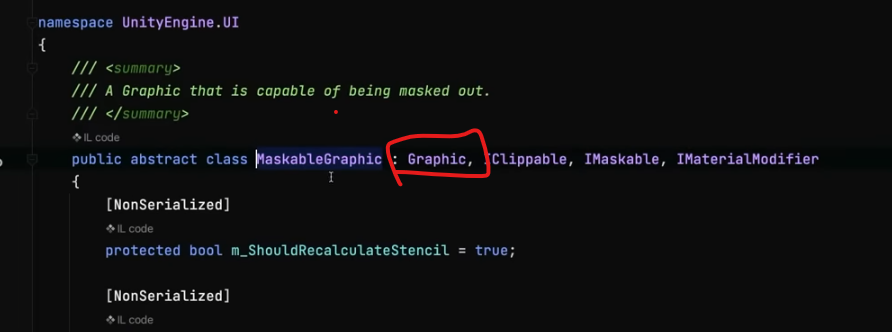 namespace UnityEngine.UI
{
/// <summary>
/// A Graphic that is capable of being masked out.
/// </summary>
IL code
public abstract class MaskableGraphic : Graphic, IClippable, IMaskable, IMaterialModifier
{
[NonSerialized]
IL code
protected bool m_ShouldRecalculateStencil = true;
[NonSerialized]
IL code